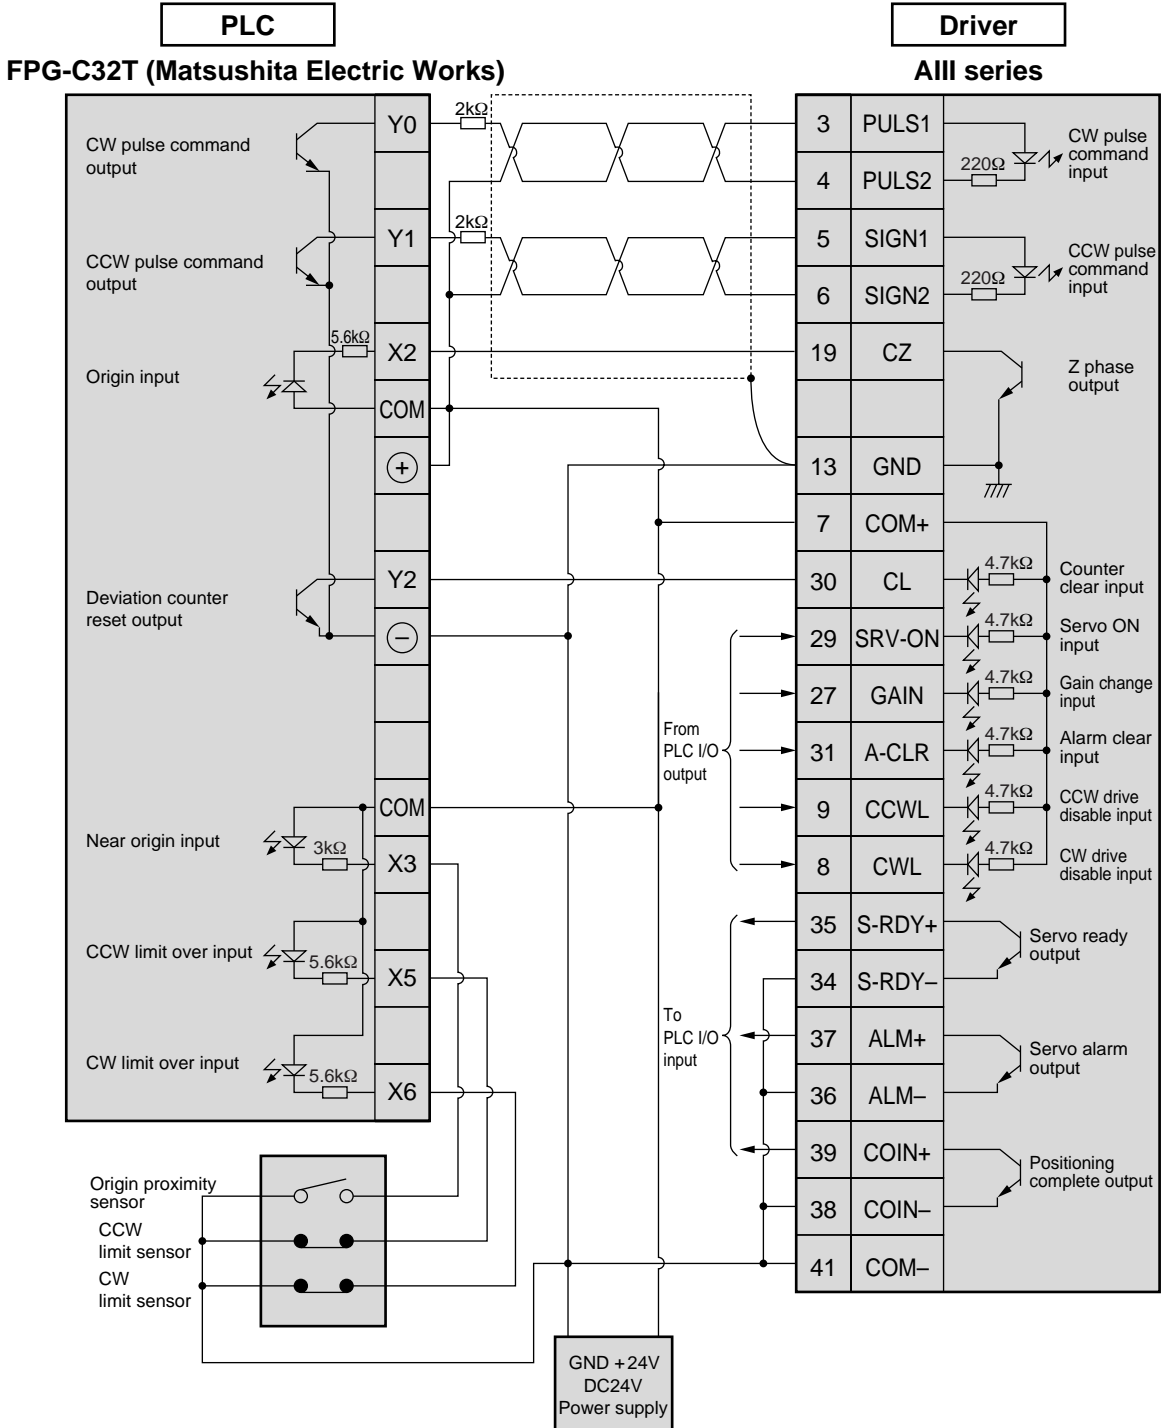 PLC
Driver
FPG-C32T (Matsushita Electric Works)
AIII series
CW pulse command
output
Y0
2kΩ
CCW pulse command
output
Y1
2kΩ
Origin input
5.6kΩ
X2
COM
+
Deviation counter
reset output
Y2
−
COM
Near origin input
3kΩ
X3
CCW limit over input
5.6kΩ
X5
CW limit over input
5.6kΩ
X6
Origin proximity
sensor
CCW
limit sensor
CW
limit sensor
From
PLC I/O
output
To
PLC I/O
input
GND +24V
DC24V
Power supply
3 PULS1
4 PULS2
220Ω
CW pulse
command
input
5 SIGN1
6 SIGN2
220Ω
CCW pulse
command
input
19 CZ
Z phase
output
13 GND
7 COM+
30 CL
4.7kΩ
Counter
clear input
29 SRV-ON
4.7kΩ
Servo ON
input
27 GAIN
4.7kΩ
Gain change
input
31 A-CLR
4.7kΩ
Alarm clear
input
9 CCWL
4.7kΩ
CCW drive
disable input
8 CWL
4.7kΩ
CW drive
disable input
35 S-RDY+
34 S-RDY–
Servo ready
output
37 ALM+
36 ALM–
Servo alarm
output
39 COIN+
38 COIN–
Positioning
complete output
41 COM–